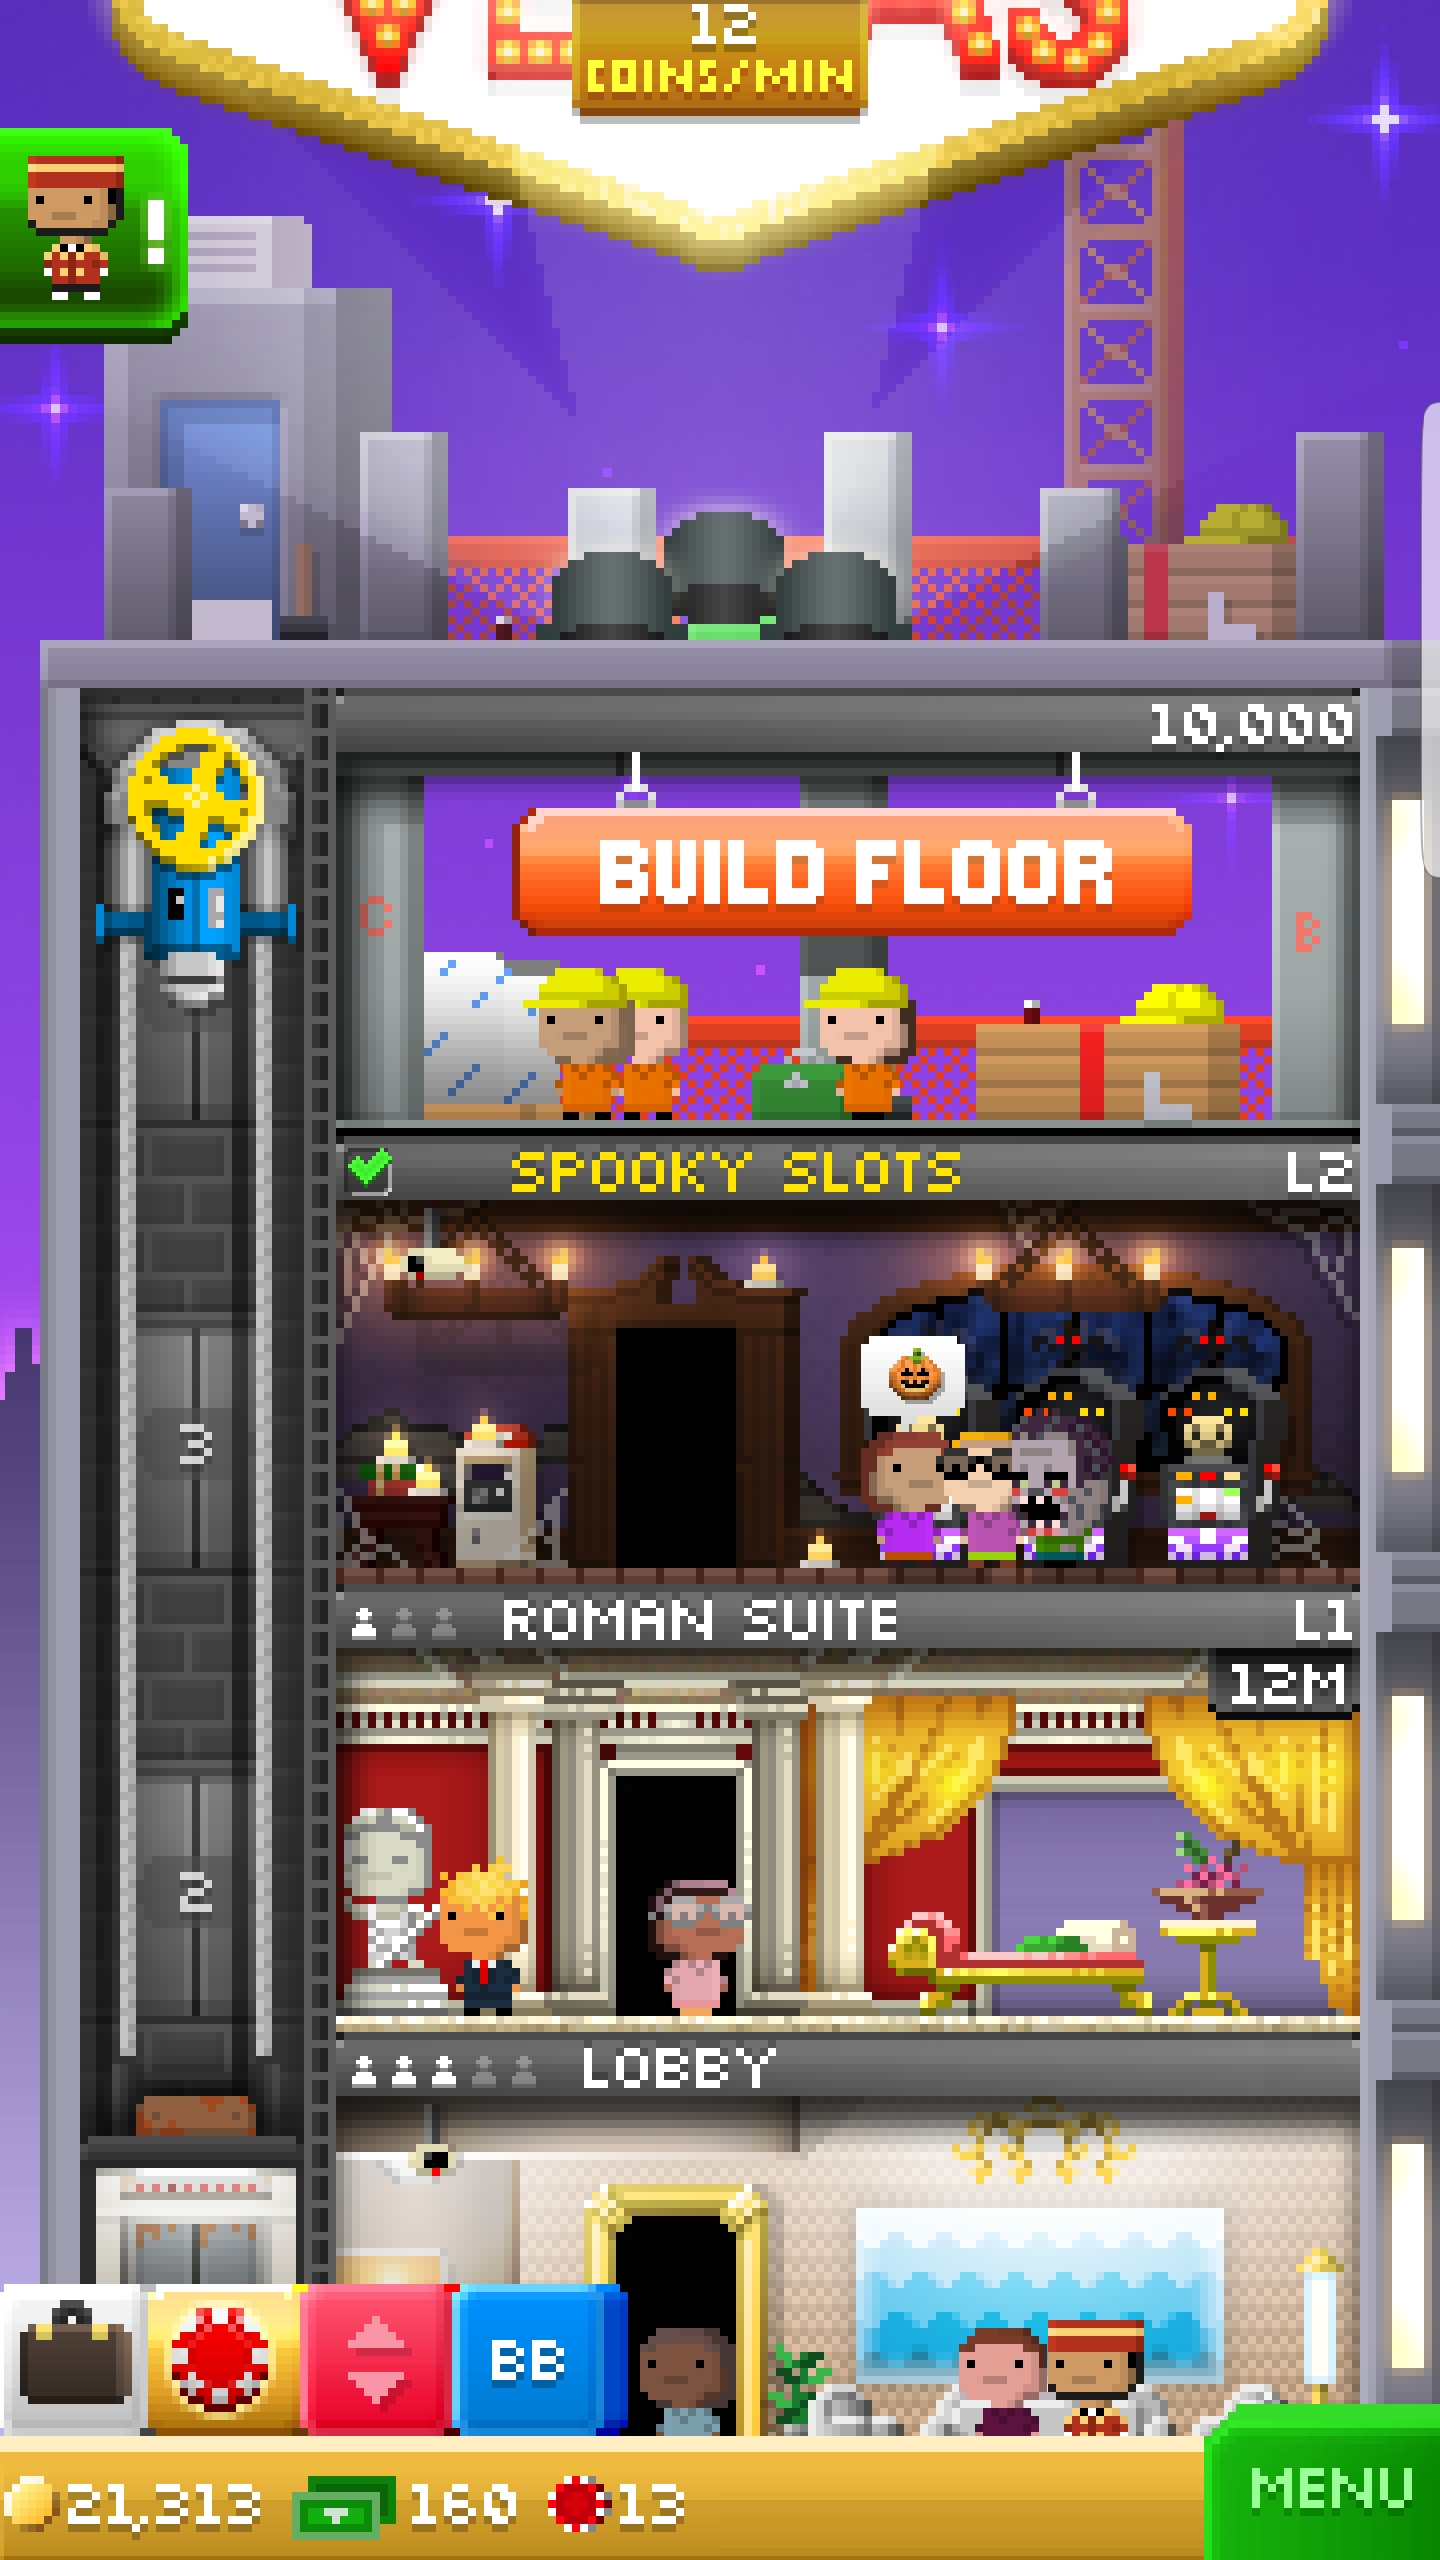 VEGAS
12
COINS/MIN
!
10,000
BUILD FLOOR
C
B
SPOOKY SLOTS
L2
3
ROMAN SUITE
L1
12M
2
LOBBY
BB
21,313 160 13
MENU